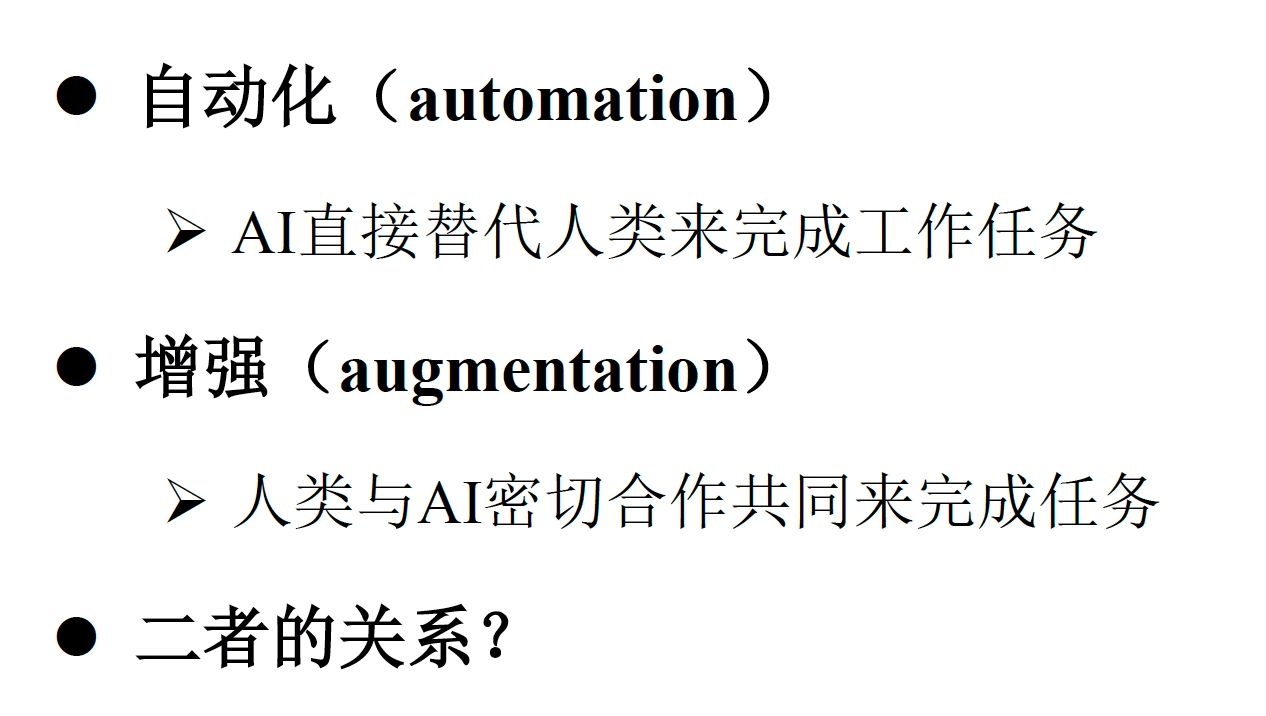 ● 自动化（automation）
➢ AI直接替代人类来完成工作任务
● 增强（augmentation）
➢ 人类与AI密切合作共同来完成任务
● 二者的关系？